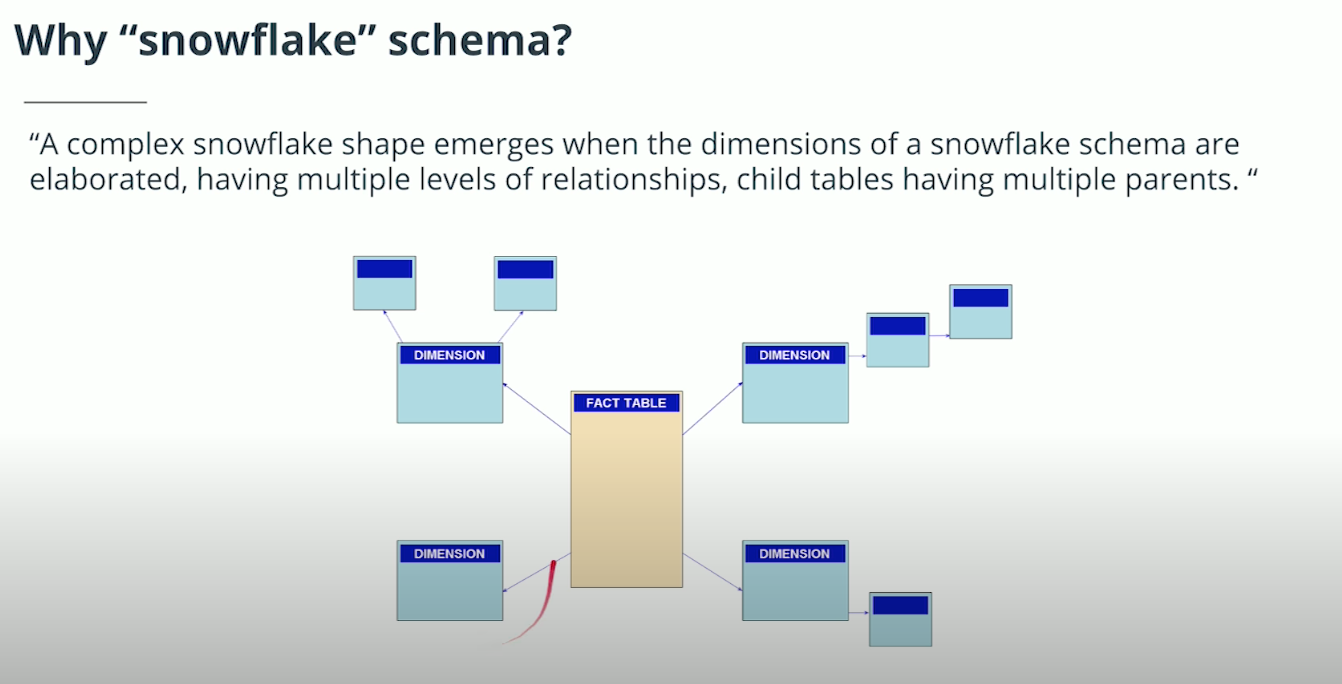 Why “snowflake” schema?
“A complex snowflake shape emerges when the dimensions of a snowflake schema are
elaborated, having multiple levels of relationships, child tables having multiple parents. “
DIMENSION
DIMENSION
FACT TABLE
DIMENSION
DIMENSION